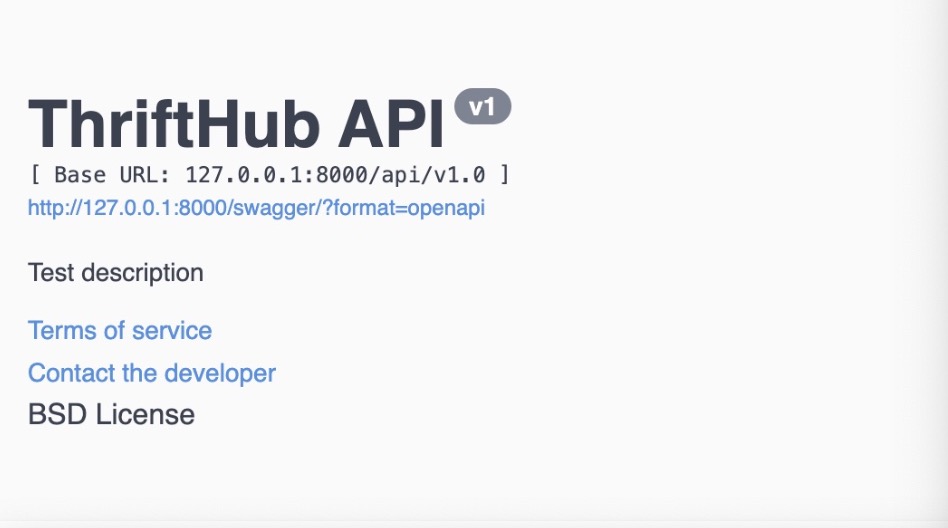 ThriftHub API v1
[ Base URL: 127.0.0.1:8000/api/v1.0 ]
http://127.0.0.1:8000/swagger/?format=openapi
Test description
Terms of service
Contact the developer
BSD License